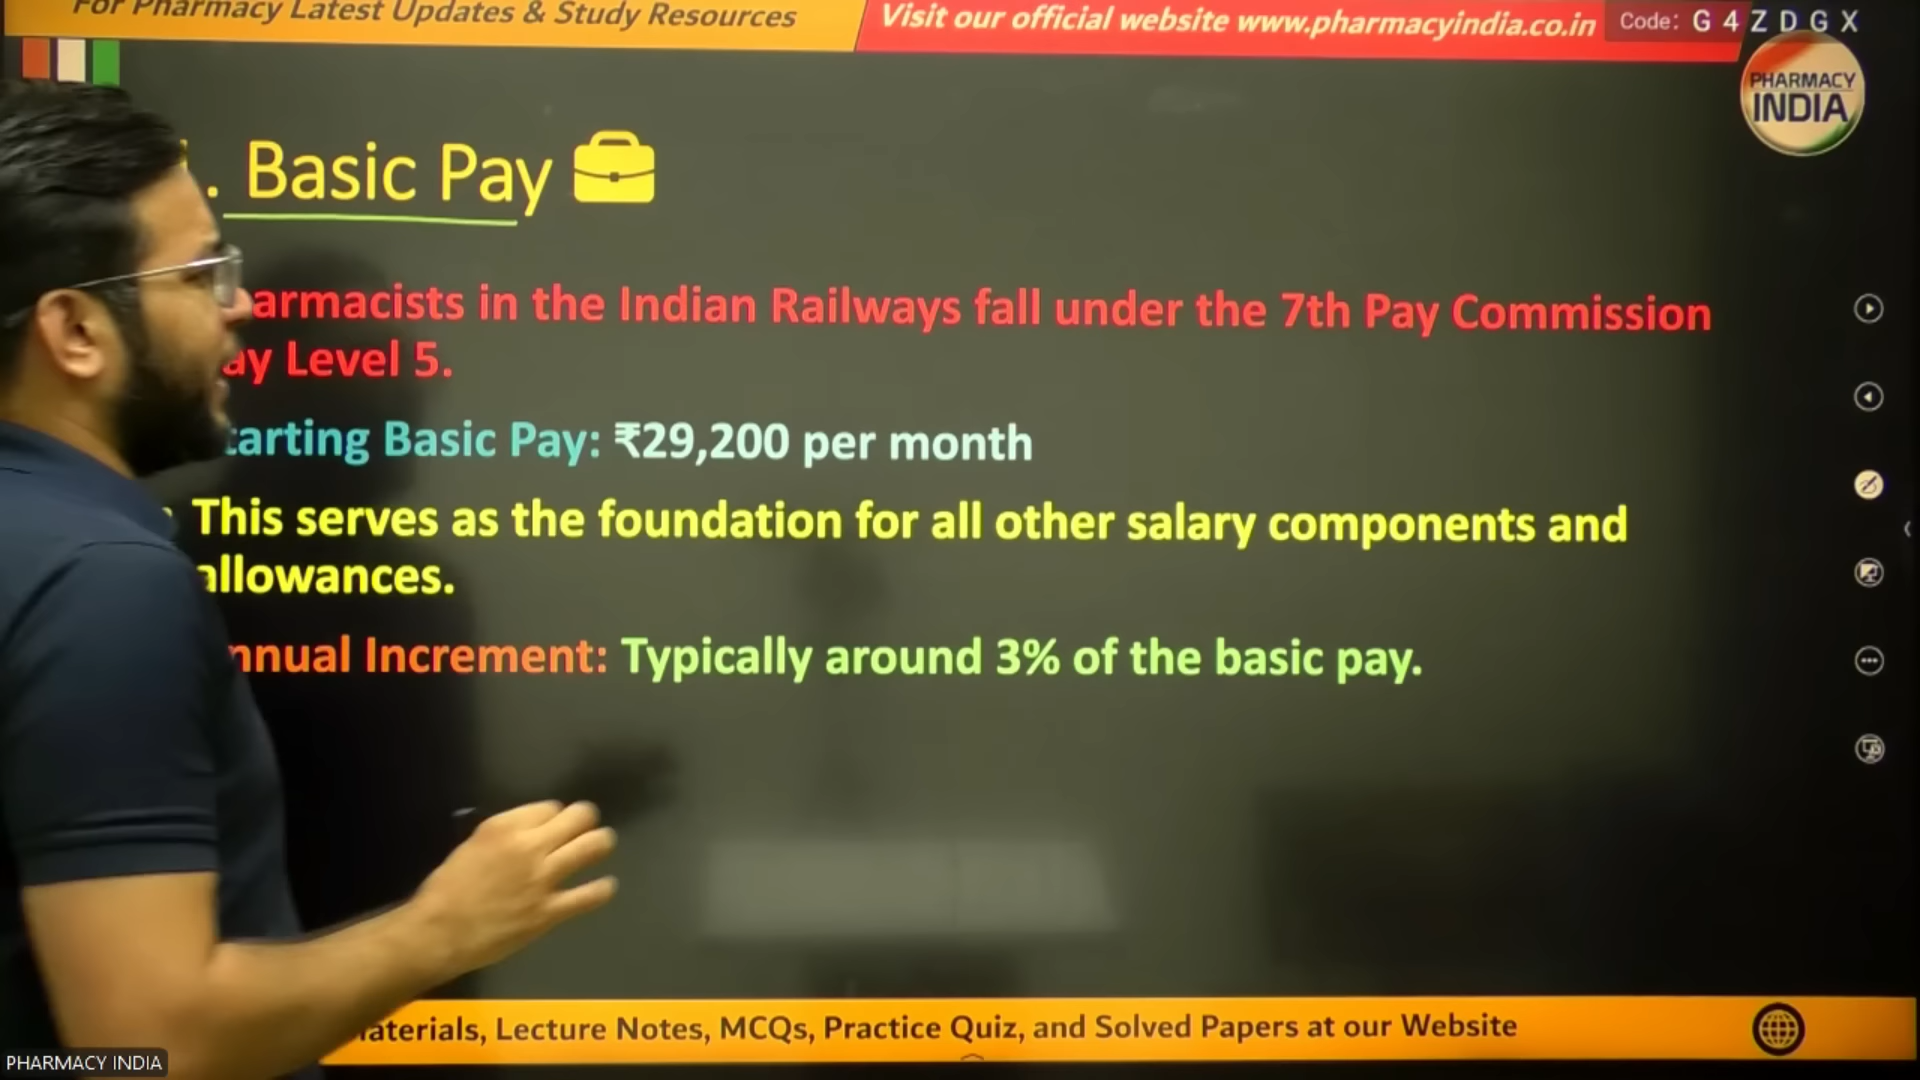 For Pharmacy Latest Updates & Study Resources
Visit our official website www.pharmacyindia.co.in
Code: G 4 Z D G X
PHARMACY
INDIA
. Basic Pay
armacists in the Indian Railways fall under the 7th Pay Commission
ay Level 5.
tarting Basic Pay: ₹29,200 per month
This serves as the foundation for all other salary components and
allowances.
nnual Increment: Typically around 3% of the basic pay.
aterials, Lecture Notes, MCQs, Practice Quiz, and Solved Papers at our Website
PHARMACY INDIA